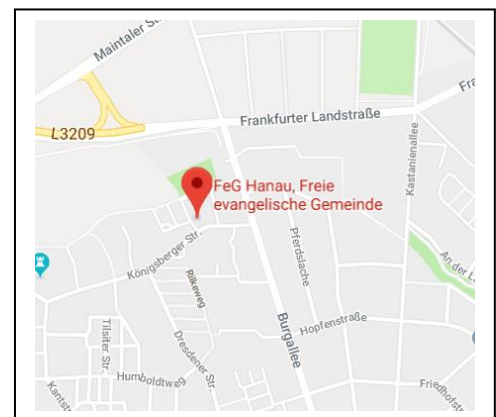 Maintaler Str
Fra
Frankfurter Landstraße
L3209
Kastanienallee
FeG Hanau, Freie
evangelische Gemeinde
Königsberger Str.
Pferdslache
An der L
Rilkeweg
Burgallee
Hopfenstraße
Tilsiter Str.
Dresdener Str.
Humboldtweg
Kantst
Friedhofst